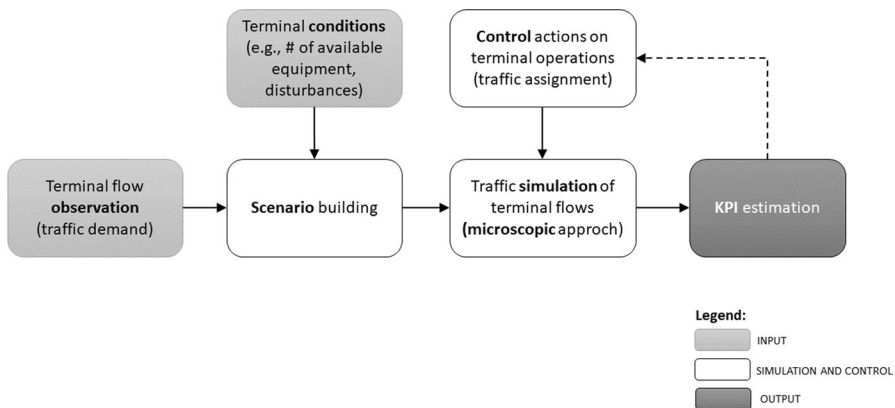 Terminal conditions
(e.g., # of available
equipment,
disturbances)
Control actions on
terminal operations
(traffic assignment)
Terminal flow
observation
(traffic demand)
Scenario building
Traffic simulation of
terminal flows
(microscopic approch)
KPI estimation
Legend:
INPUT
SIMULATION AND CONTROL
OUTPUT